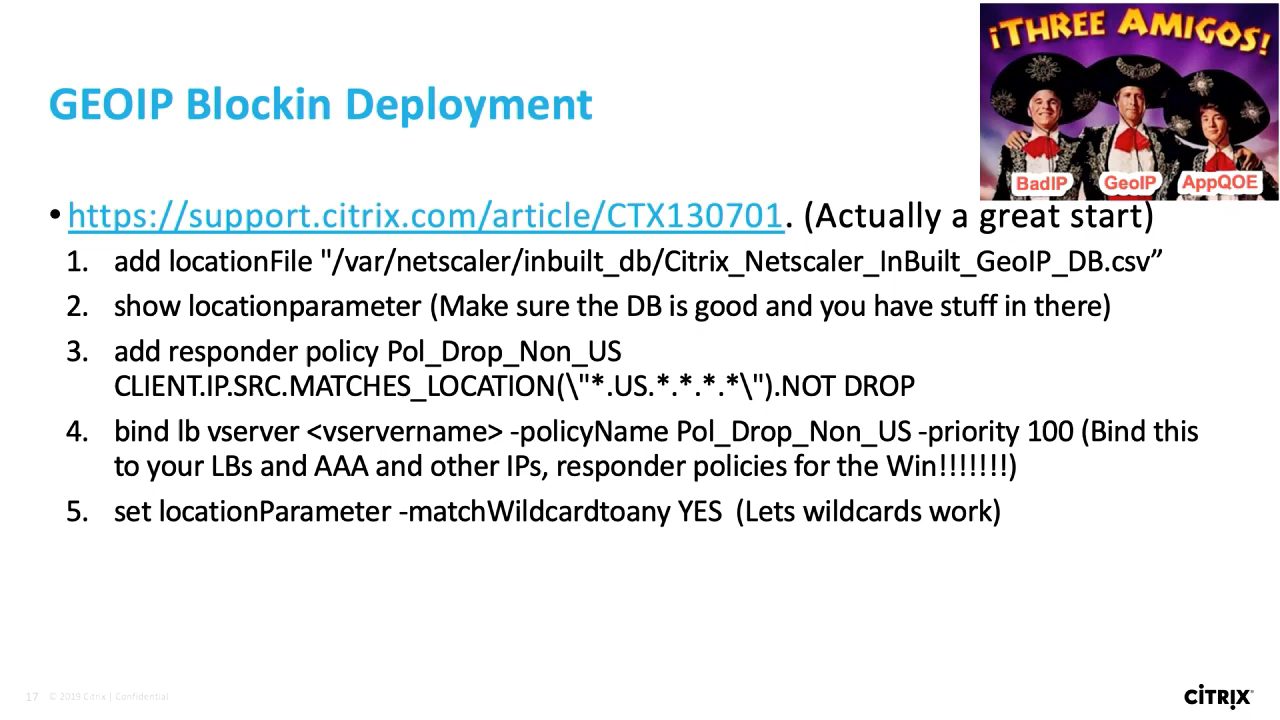 ¡THREE AMIGOS!
BadIP GeoIP AppQOE
GEOIP Blockin Deployment
• https://support.citrix.com/article/CTX130701. (Actually a great start)
1. add locationFile "/var/netscaler/inbuilt_db/Citrix_Netscaler_InBuilt_GeoIP_DB.csv”
2. show locationparameter (Make sure the DB is good and you have stuff in there)
3. add responder policy Pol_Drop_Non_US
CLIENT.IP.SRC.MATCHES_LOCATION(\"*.US.*.*.*.*\").NOT DROP
4. bind lb vserver <vservername> -policyName Pol_Drop_Non_US -priority 100 (Bind this
to your LBs and AAA and other IPs, responder policies for the Win!!!!!!!)
5. set locationParameter -matchWildcardtoany YES (Lets wildcards work)
17 © 2019 Citrix | Confidential
CİTRIX